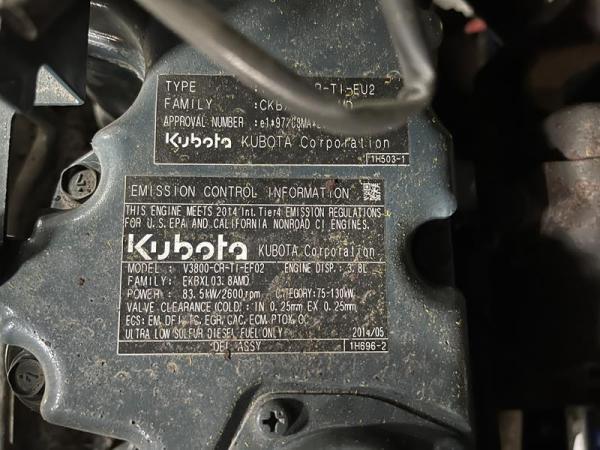 TYPE -TI-EU2
FAMILY
APPROVAL NUMBER :
Kubota KUBOTA Corporation
1H503-1
EMISSION CONTROL INFORMATION
THIS ENGINE MEETS 2014 Int.Tier4 EMISSION REGULATIONS
FOR U.S. EPA AND CALIFORNIA NONROAD CI ENGINES.
Kubota KUBOTA Corporation
MODEL : V3800-CR-TI-EF02 ENGINE DISP.: 3.8L
FAMILY: EKBXL03.8AMD
POWER : 83.5kW/2600rpm CATEGORY:75-130kW
VALVE CLEARANCE (COLD) : IN 0.25mm EX 0.25mm
ECS: EM, DFI, TC, EGR, CAC, ECM, PTOX, OC
ULTRA LOW SULFUR DIESEL FUEL ONLY 2014/05
1H696-2